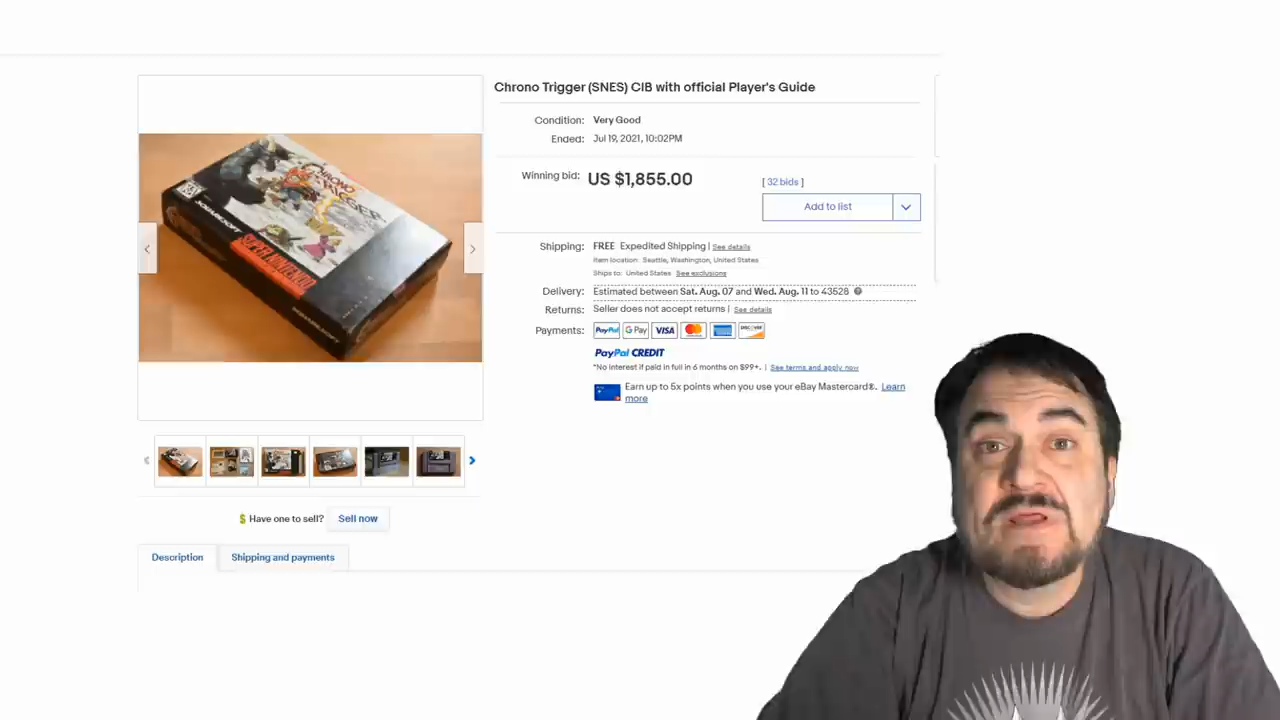 Chrono Trigger (SNES) CIB with official Player's Guide
Condition: Very Good
Ended: Jul 19, 2021, 10:02PM
Winning bid: US $1,855.00
[ 32 bids ]
Add to list
Shipping: FREE Expedited Shipping | See details
Item location: Seattle, Washington, United States
Ships to: United States See exclusions
Delivery: Estimated between Sat. Aug. 07 and Wed. Aug. 11 to 43528
Returns: Seller does not accept returns | See details
Payments: PayPal G Pay VISA
DISCOVER
PayPal CREDIT
*No interest if paid in full in 6 months on $99+. | See terms and apply now
Earn up to 5x points when you use your eBay Mastercard®. Learn
more
CHRONO
TRIGGER
SQUARESOFT
SUPER NINTENDO
SQUARESOFT
$ Have one to sell? Sell now
Description
Shipping and payments